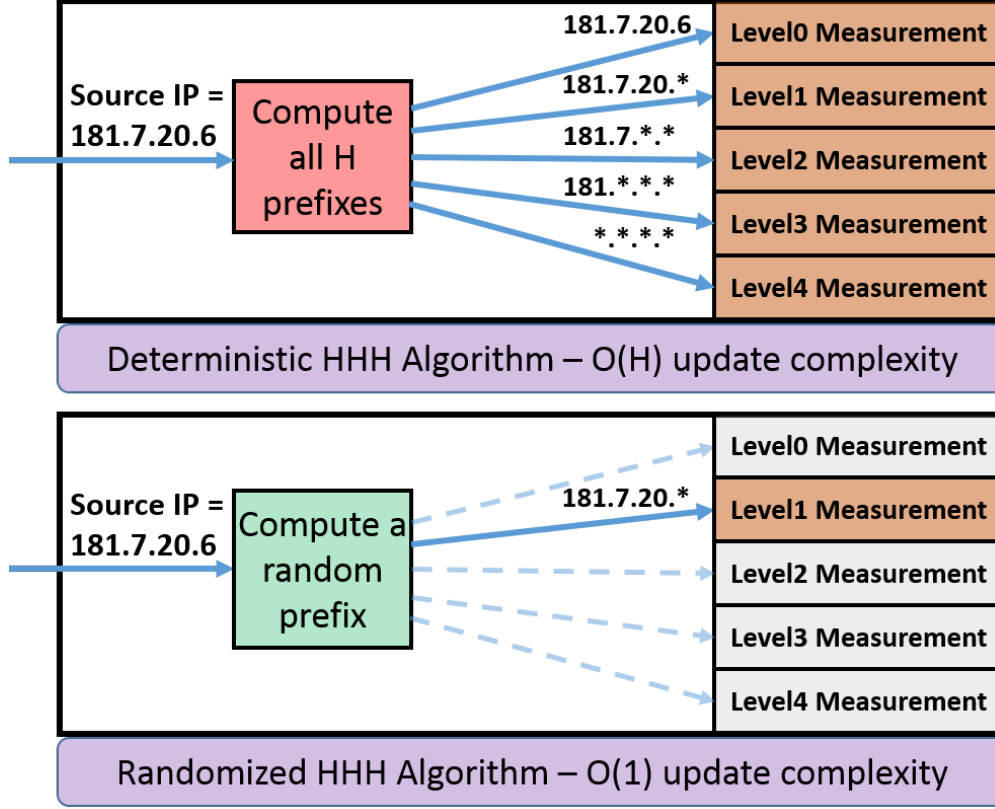 Source IP =
181.7.20.6
Compute
all H
prefixes
181.7.20.6
181.7.20.*
181.7.*.*
181.*.*.*
*.*.*.*
Level0 Measurement
Level1 Measurement
Level2 Measurement
Level3 Measurement
Level4 Measurement
Deterministic HHH Algorithm – O(H) update complexity
Source IP =
181.7.20.6
Compute a
random
prefix
181.7.20.*
Level0 Measurement
Level1 Measurement
Level2 Measurement
Level3 Measurement
Level4 Measurement
Randomized HHH Algorithm – O(1) update complexity